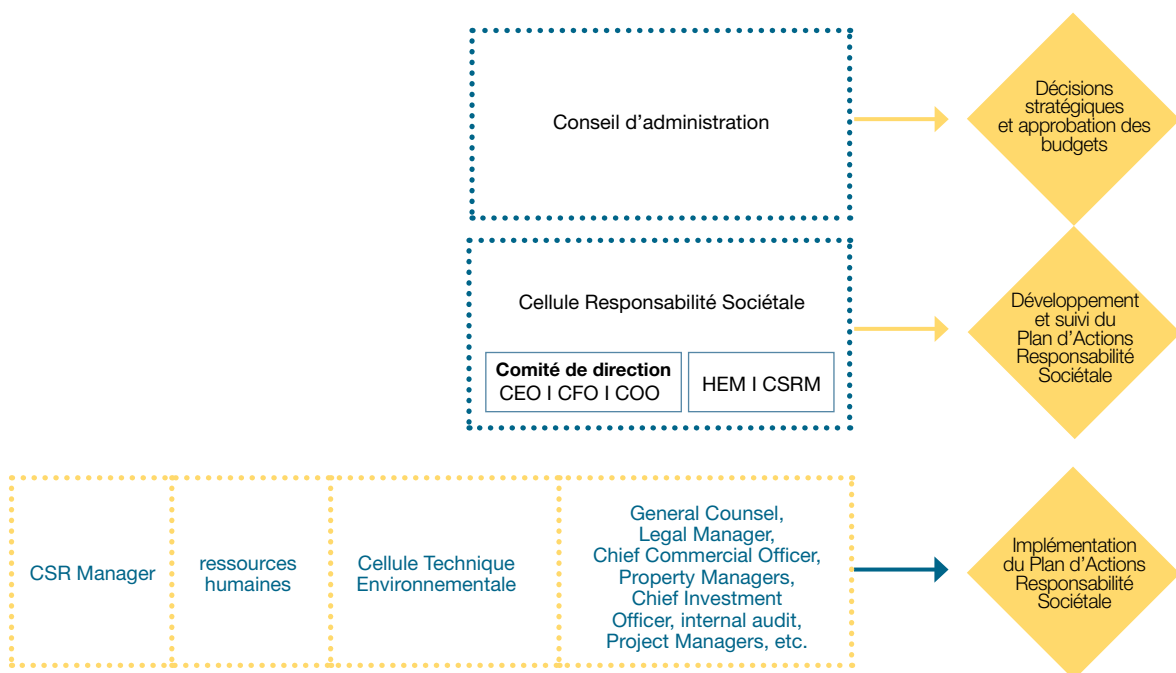 Conseil d’administration
Décisions
stratégiques
et approbation des
budgets
Cellule Responsabilité Sociétale
Comité de direction
CEO I CFO I COO
HEM I CSRM
Développement
et suivi du
Plan d’Actions
Responsabilité
Sociétale
CSR Manager
ressources
humaines
Cellule Technique
Environnementale
General Counsel,
Legal Manager,
Chief Commercial Officer,
Property Managers,
Chief Investment
Officer, internal audit,
Project Managers, etc.
Implémentation
du Plan d’Actions
Responsabilité
Sociétale